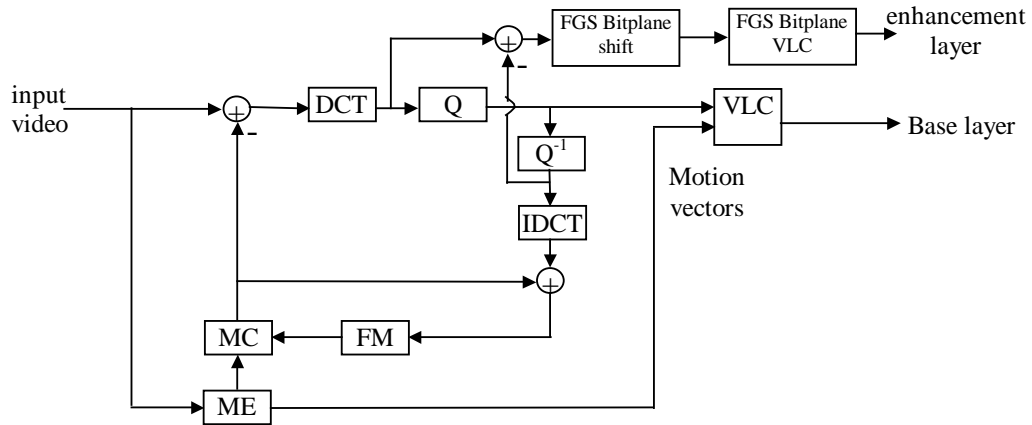 FGS Bitplane
shift
FGS Bitplane
VLC
enhancement
layer
input
video
+
-
+
-
DCT
Q
VLC
Base layer
Q-1
Motion
vectors
IDCT
+
MC
FM
ME